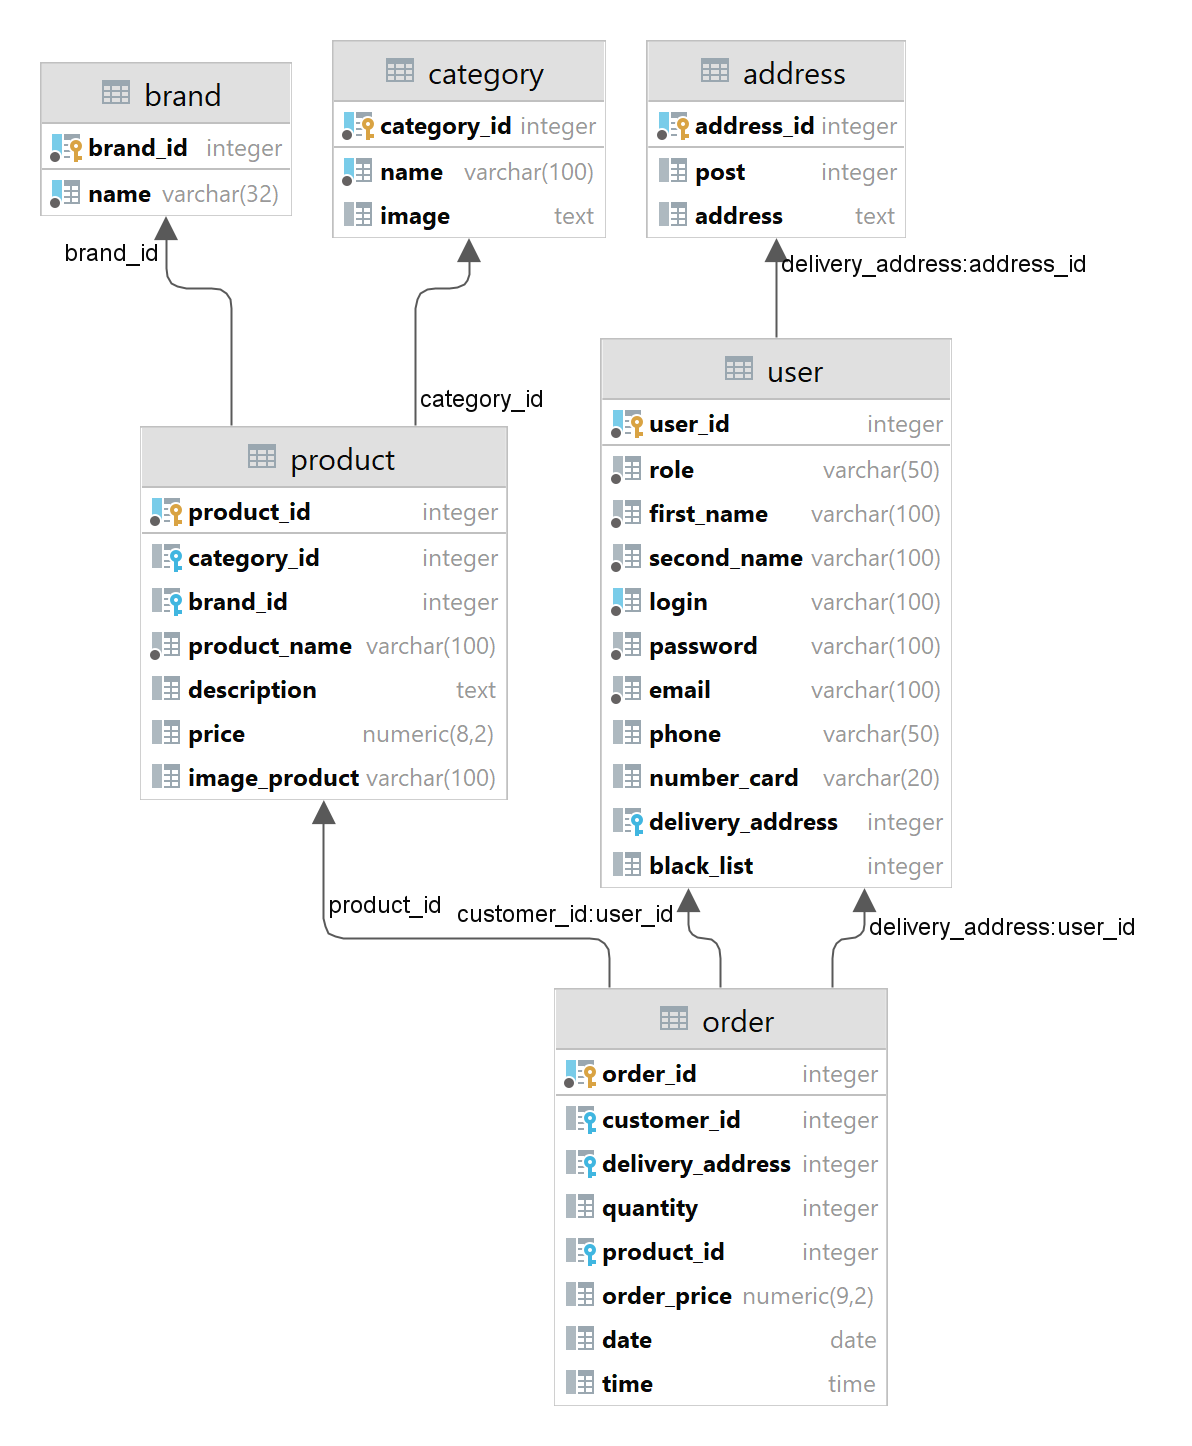 brand
brand_id integer
name varchar(32)
category
category_id integer
name varchar(100)
image text
address
address_id integer
post integer
address text
brand_id
category_id
delivery_address:address_id
product
product_id integer
category_id integer
brand_id integer
product_name varchar(100)
description text
price numeric(8,2)
image_product varchar(100)
user
user_id integer
role varchar(50)
first_name varchar(100)
second_name varchar(100)
login varchar(100)
password varchar(100)
email varchar(100)
phone varchar(50)
number_card varchar(20)
delivery_address integer
black_list integer
product_id
customer_id:user_id
delivery_address:user_id
order
order_id integer
customer_id integer
delivery_address integer
quantity integer
product_id integer
order_price numeric(9,2)
date date
time time